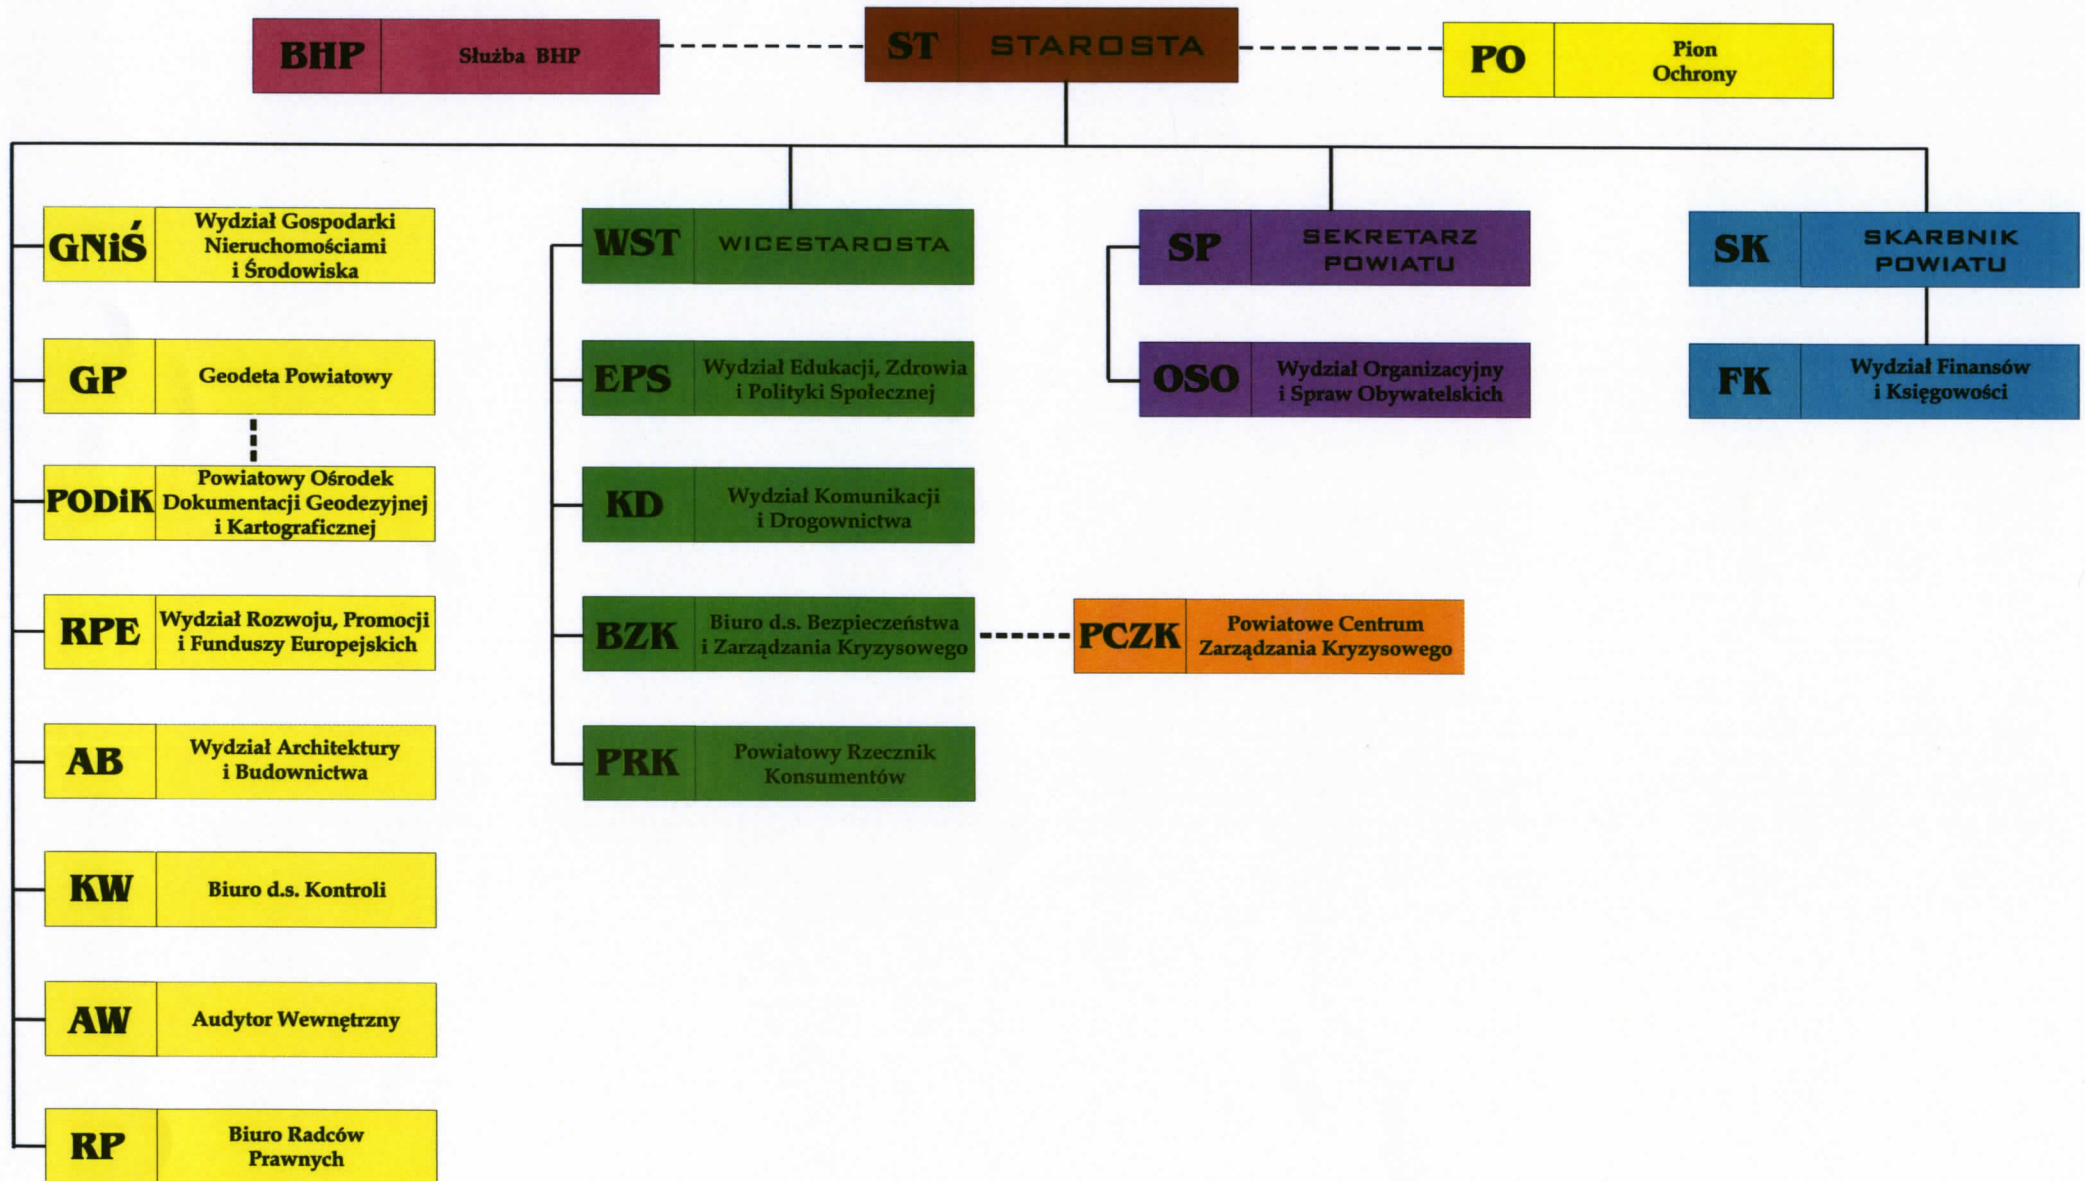 BHP
Służba BHP
ST
STAROSTA
PO
Pion
Ochrony
GNiŚ
Wydział Gospodarki
Nieruchomościami
i Środowiska
GP
Geodeta Powiatowy
PODiK
Powiatowy Ośrodek
Dokumentacji Geodezyjnej
i Kartograficznej
RPE
Wydział Rozwoju, Promocji
i Funduszy Europejskich
AB
Wydział Architektury
i Budownictwa
KW
Biuro d.s. Kontroli
AW
Audytor Wewnętrzny
RP
Biuro Radców
Prawnych
WST
WICESTAROSTA
EPS
Wydział Edukacji, Zdrowia
i Polityki Społecznej
KD
Wydział Komunikacji
i Drogownictwa
BZK
Biuro d.s. Bezpieczeństwa
i Zarządzania Kryzysowego
PCZK
Powiatowe Centrum
Zarządzania Kryzysowego
PRK
Powiatowy Rzecznik
Konsumentów
SP
SEKRETARZ
POWIATU
OSO
Wydział Organizacyjny
i Spraw Obywatelskich
SK
SKARBNIK
POWIATU
FK
Wydział Finansów
i Księgowości